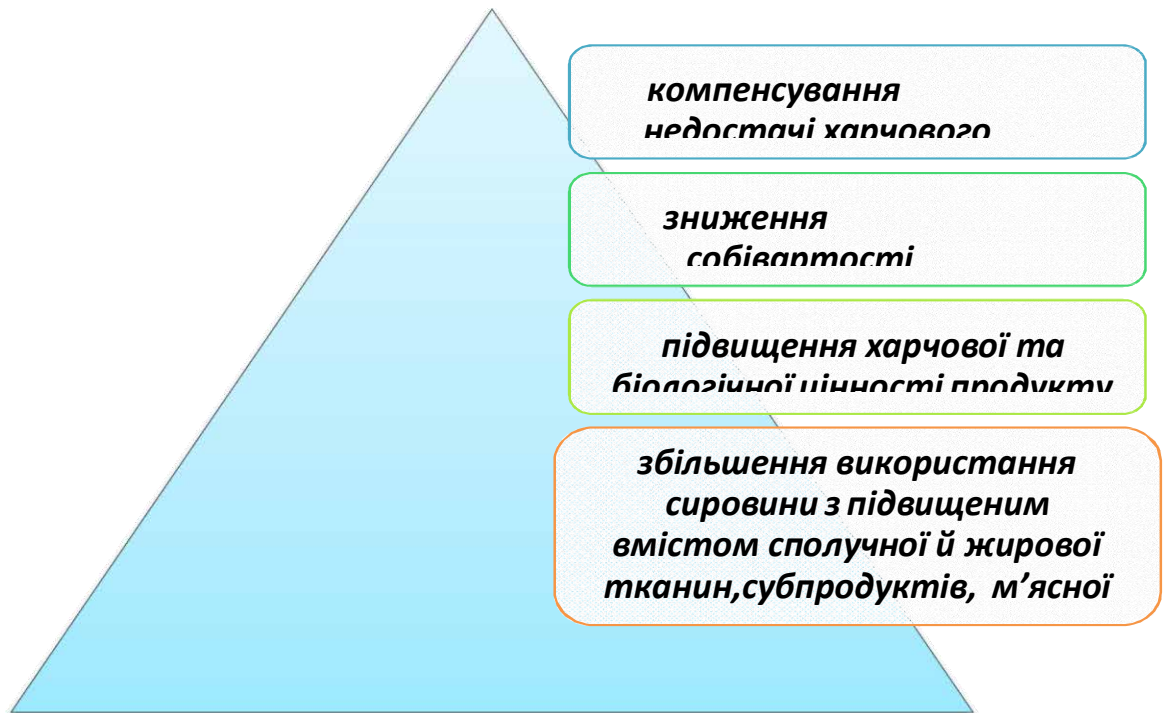 компенсування
недостачі харчового
зниження
собівартості
підвищення харчової та
біологічної цінності продукту
збільшення використання
сировини з підвищеним
вмістом сполучної й жирової
тканин,субпродуктів, м’ясної